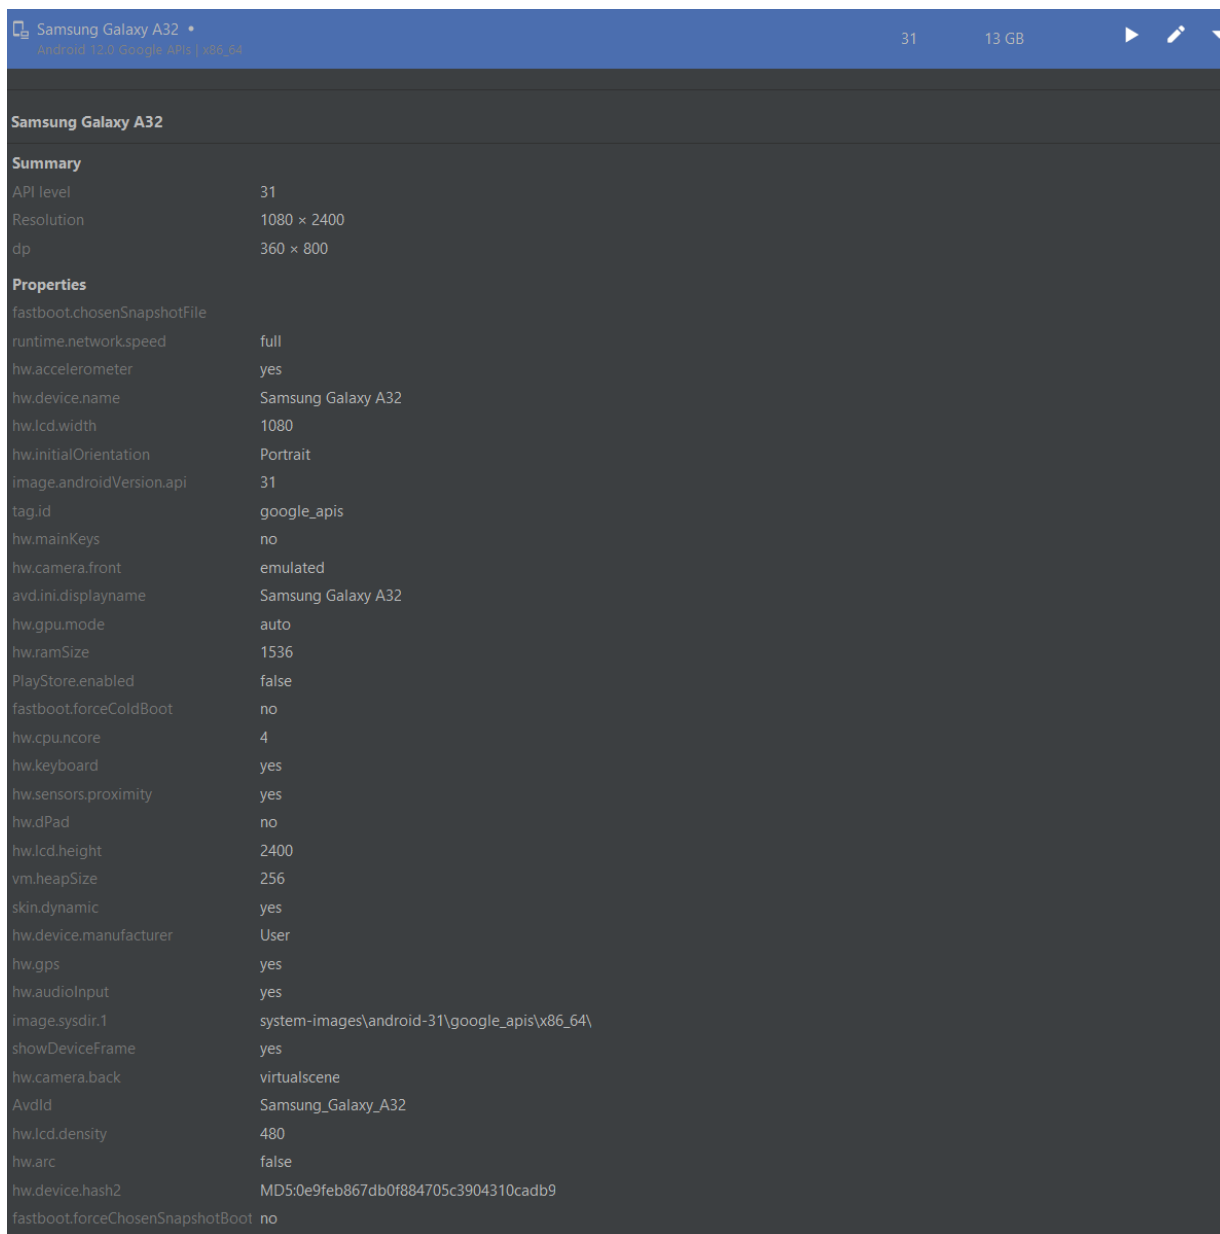 Samsung Galaxy A32 •
Android 12.0 Google APIs | x86_64
31 13 GB
Samsung Galaxy A32
Summary
API level 31
Resolution 1080 × 2400
dp 360 × 800
Properties
fastboot.chosenSnapshotFile
runtime.network.speed full
hw.accelerometer yes
hw.device.name Samsung Galaxy A32
hw.lcd.width 1080
hw.initialOrientation Portrait
image.androidVersion.api 31
tag.id google_apis
hw.mainKeys no
hw.camera.front emulated
avd.ini.displayname Samsung Galaxy A32
hw.gpu.mode auto
hw.ramSize 1536
PlayStore.enabled false
fastboot.forceColdBoot no
hw.cpu.ncore 4
hw.keyboard yes
hw.sensors.proximity yes
hw.dPad no
hw.lcd.height 2400
vm.heapSize 256
skin.dynamic yes
hw.device.manufacturer User
hw.gps yes
hw.audioInput yes
image.sysdir.1 system-images\android-31\google_apis\x86_64\
showDeviceFrame yes
hw.camera.back virtualscene
AvdId Samsung_Galaxy_A32
hw.lcd.density 480
hw.arc false
hw.device.hash2 MD5:0e9feb867db0f884705c3904310cadb9
fastboot.forceChosenSnapshotBoot no